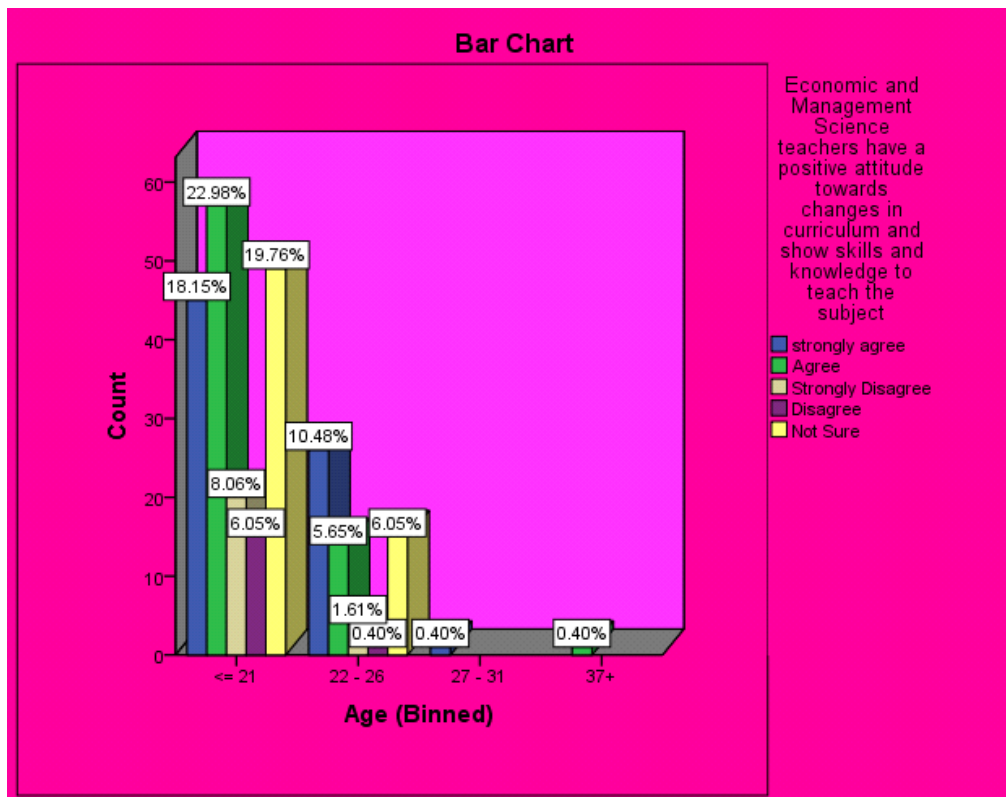 Bar Chart
Economic and
Management
Science
teachers have a
positive attitude
towards
changes in
curriculum and
show skills and
knowledge to
teach the
subject
strongly agree
Agree
Strongly Disagree
Disagree
Not Sure
Count
60
50
40
30
20
10
0
22.98%
19.76%
18.15%
10.48%
8.06%
6.05%
5.65%
6.05%
1.61%
0.40%
0.40%
0.40%
<= 21
22 - 26
27 - 31
37+
Age (Binned)